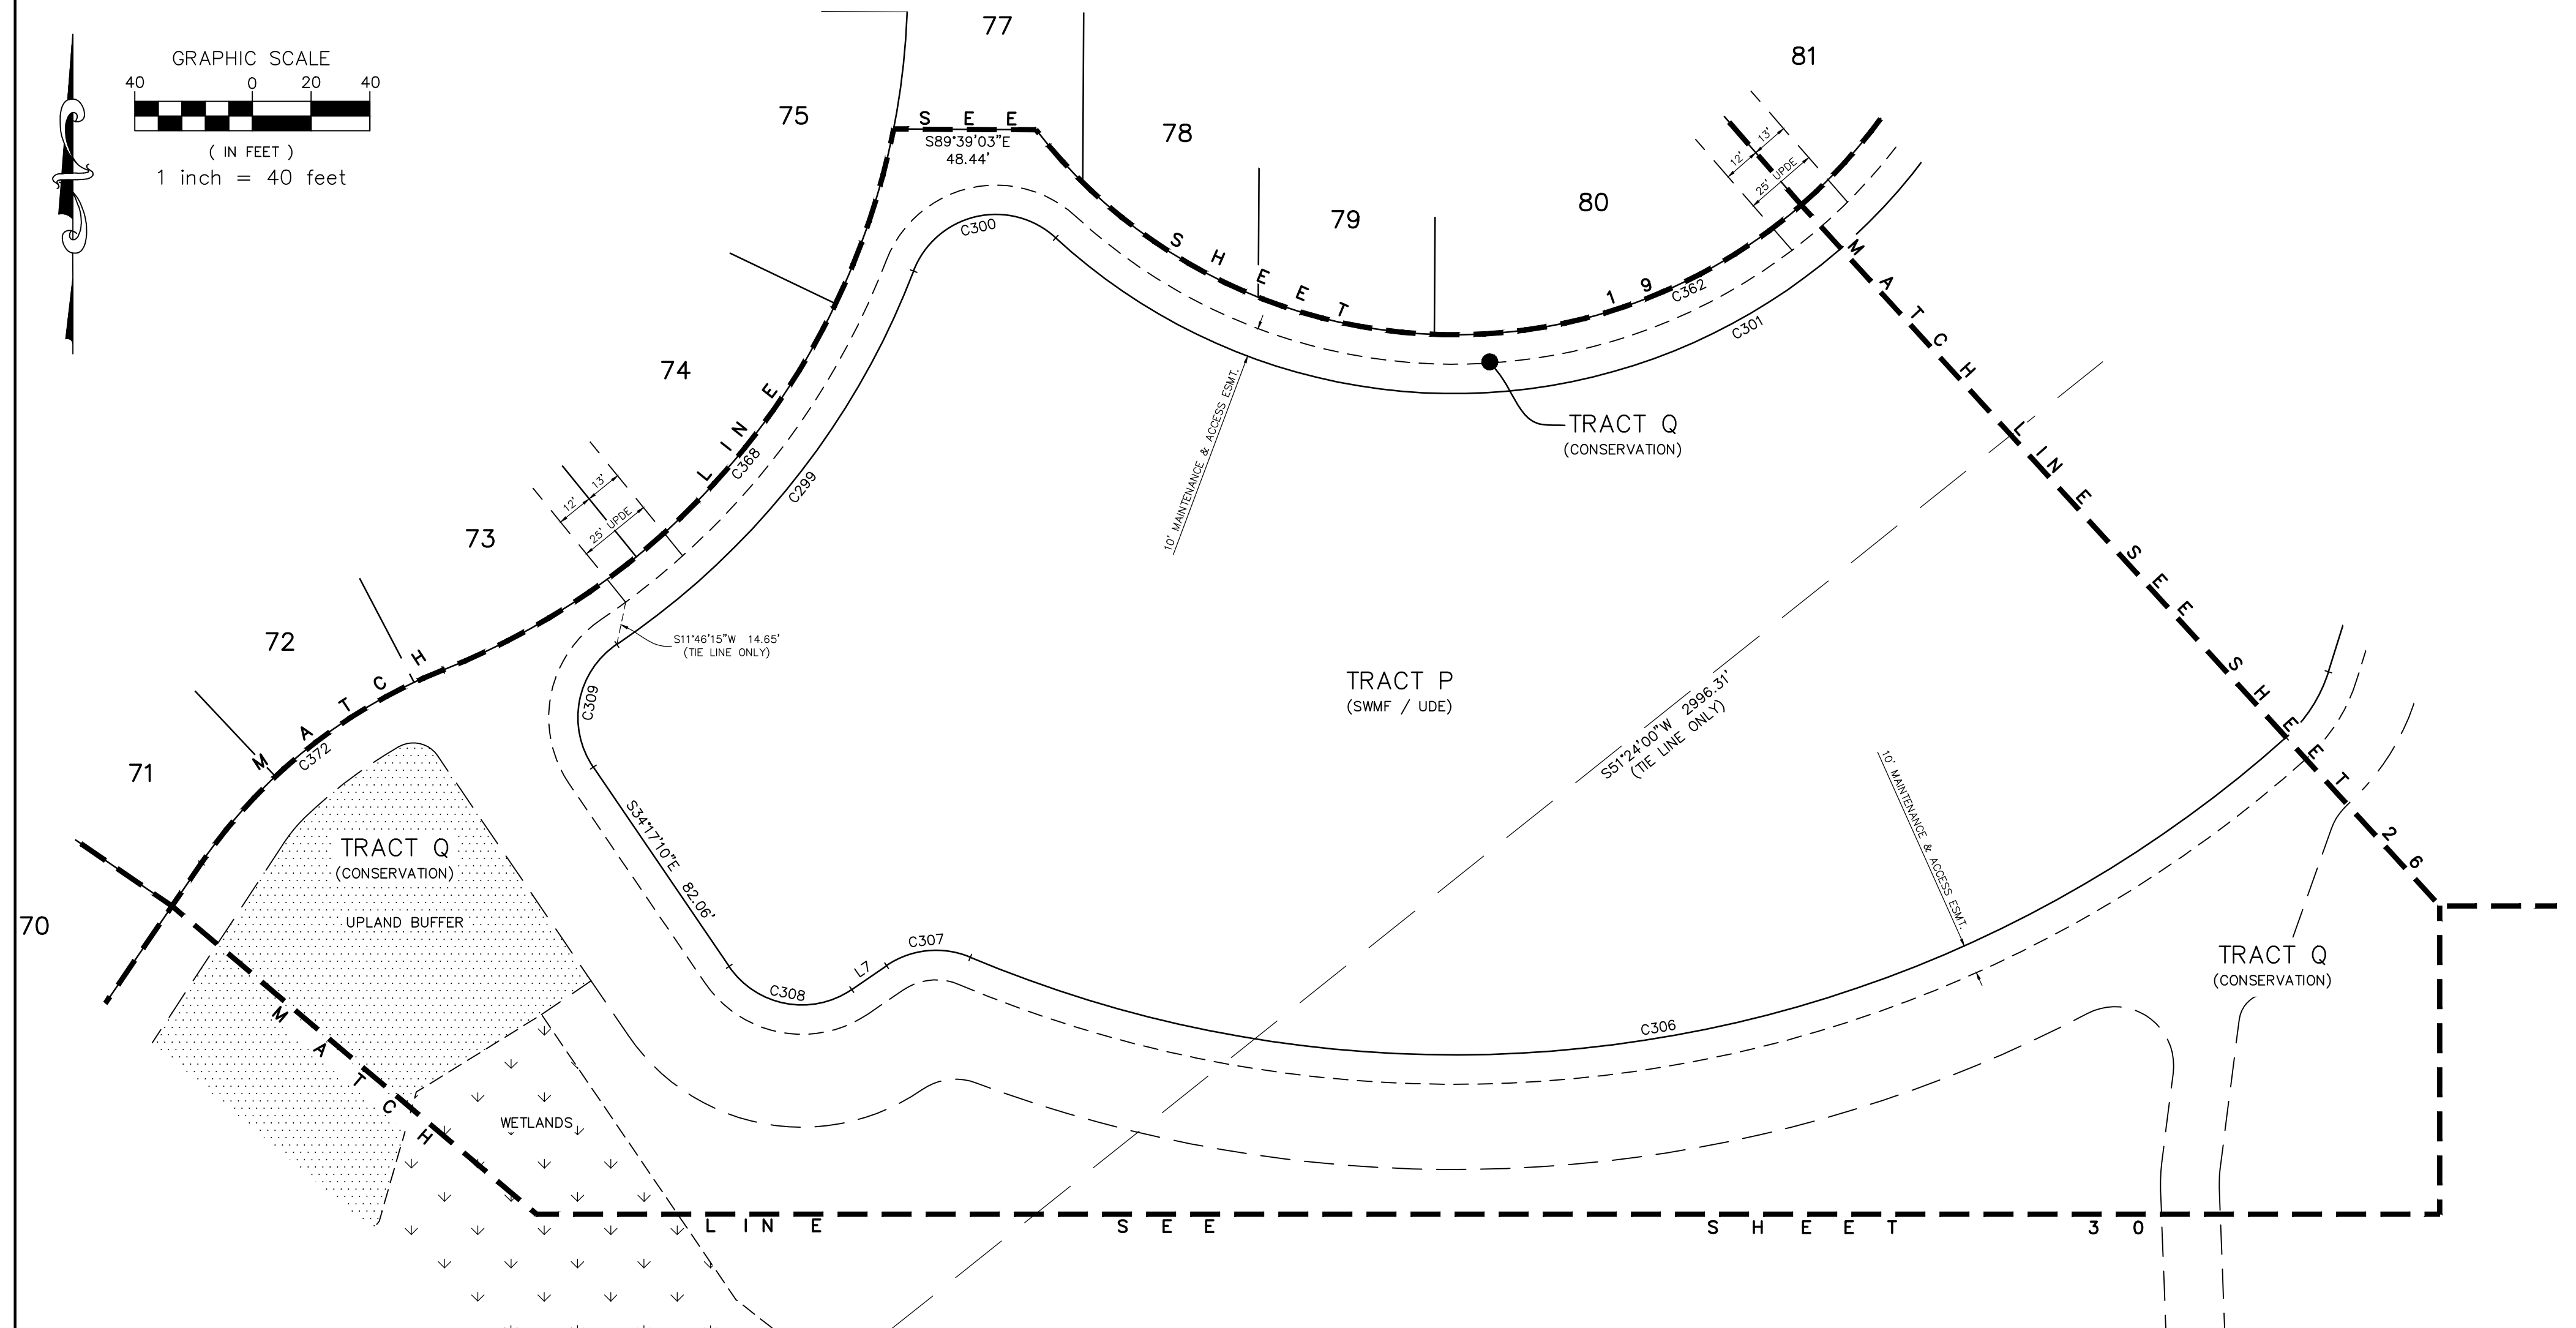 77
81
GRAPHIC SCALE
40 0 20 40
( IN FEET )
1 inch = 40 feet
75
S E E
S89°39'03"E
48.44'
78
12' 13'
25' UPDE
79
80
C300
S H E E T 19
C362
C301
MATCH LINE SEE SHEET 26
74
MATCH LINE
C368
C299
10' MAINTENANCE & ACCESS ESMT.
TRACT Q
(CONSERVATION)
12' 13'
25' UPDE
73
S11°46'15"W 14.65'
(TIE LINE ONLY)
72
C309
TRACT P
(SWMF / UDE)
S51°24'00"W 2996.31'
(TIE LINE ONLY)
C372
71
10' MAINTENANCE & ACCESS ESMT.
S34°17'10"E 82.06'
TRACT Q
(CONSERVATION)
UPLAND BUFFER
70
C307
L7
C308
C306
TRACT Q
(CONSERVATION)
WETLANDS
MATCH LINE SEE SHEET 30